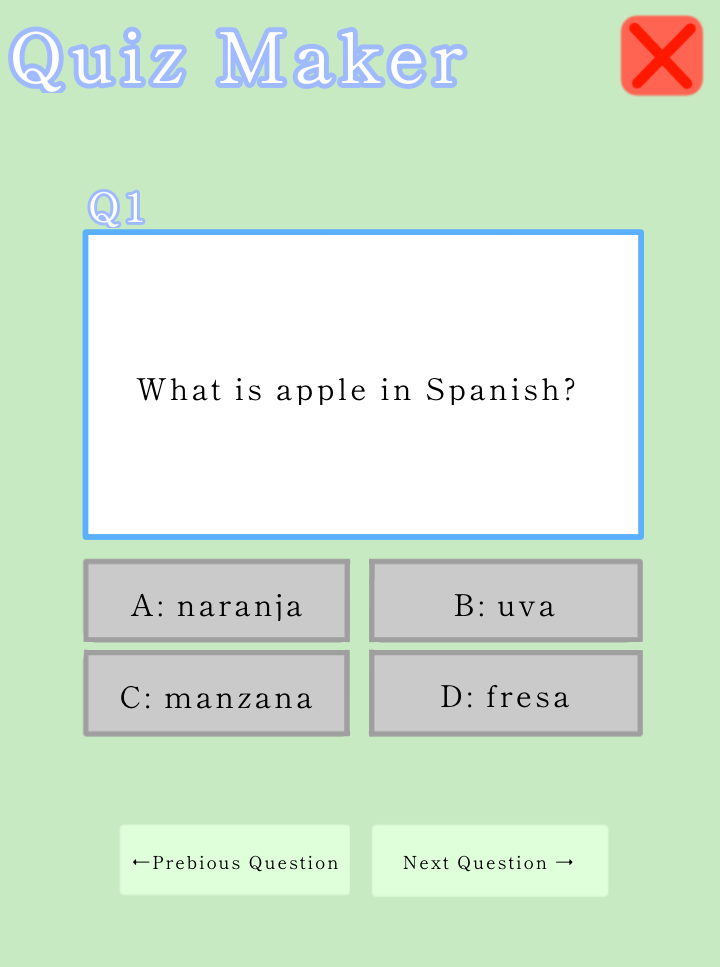 Quiz Maker
Q1
What is apple in Spanish?
A: naranja
B: uva
C: manzana
D: fresa
←Prebious Question
Next Question →